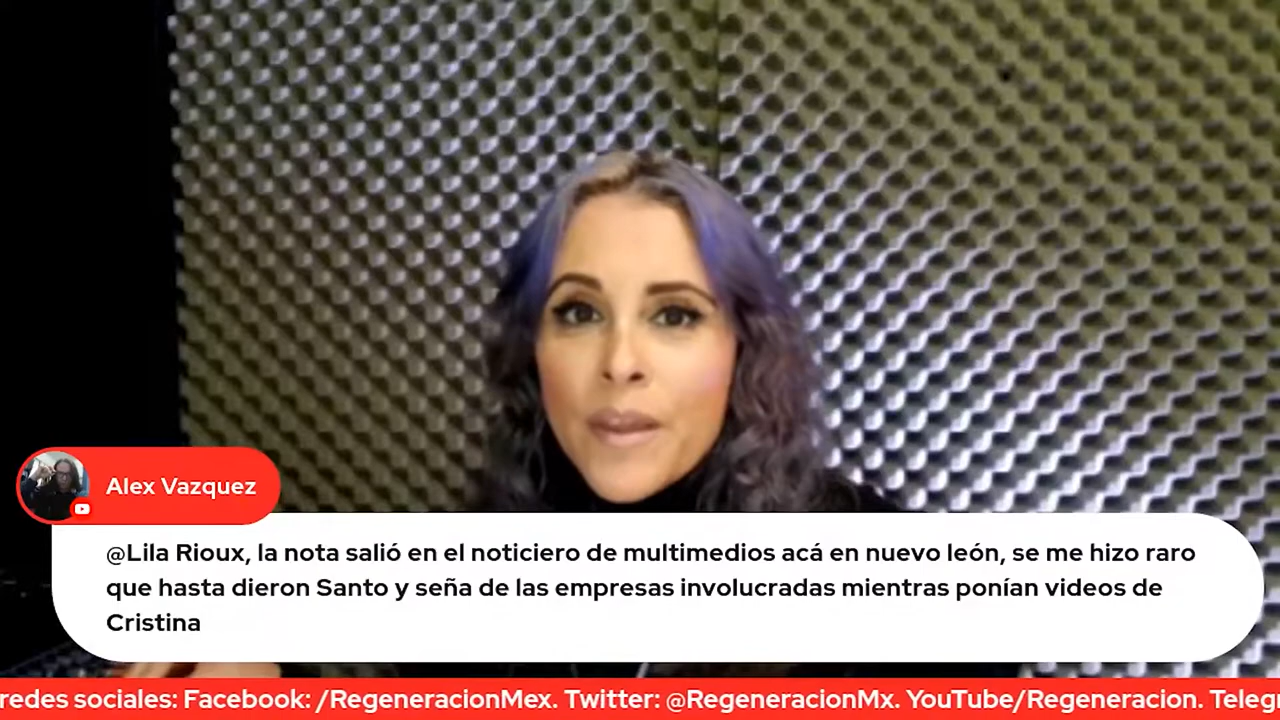 Alex Vazquez
@Lila Rioux, la nota salió en el noticiero de multimedios acá en nuevo león, se me hizo raro
que hasta dieron Santo y seña de las empresas involucradas mientras ponían videos de
Cristina
redes sociales: Facebook: /RegeneracionMex. Twitter: @RegeneracionMx. YouTube/Regeneracion. Teleg